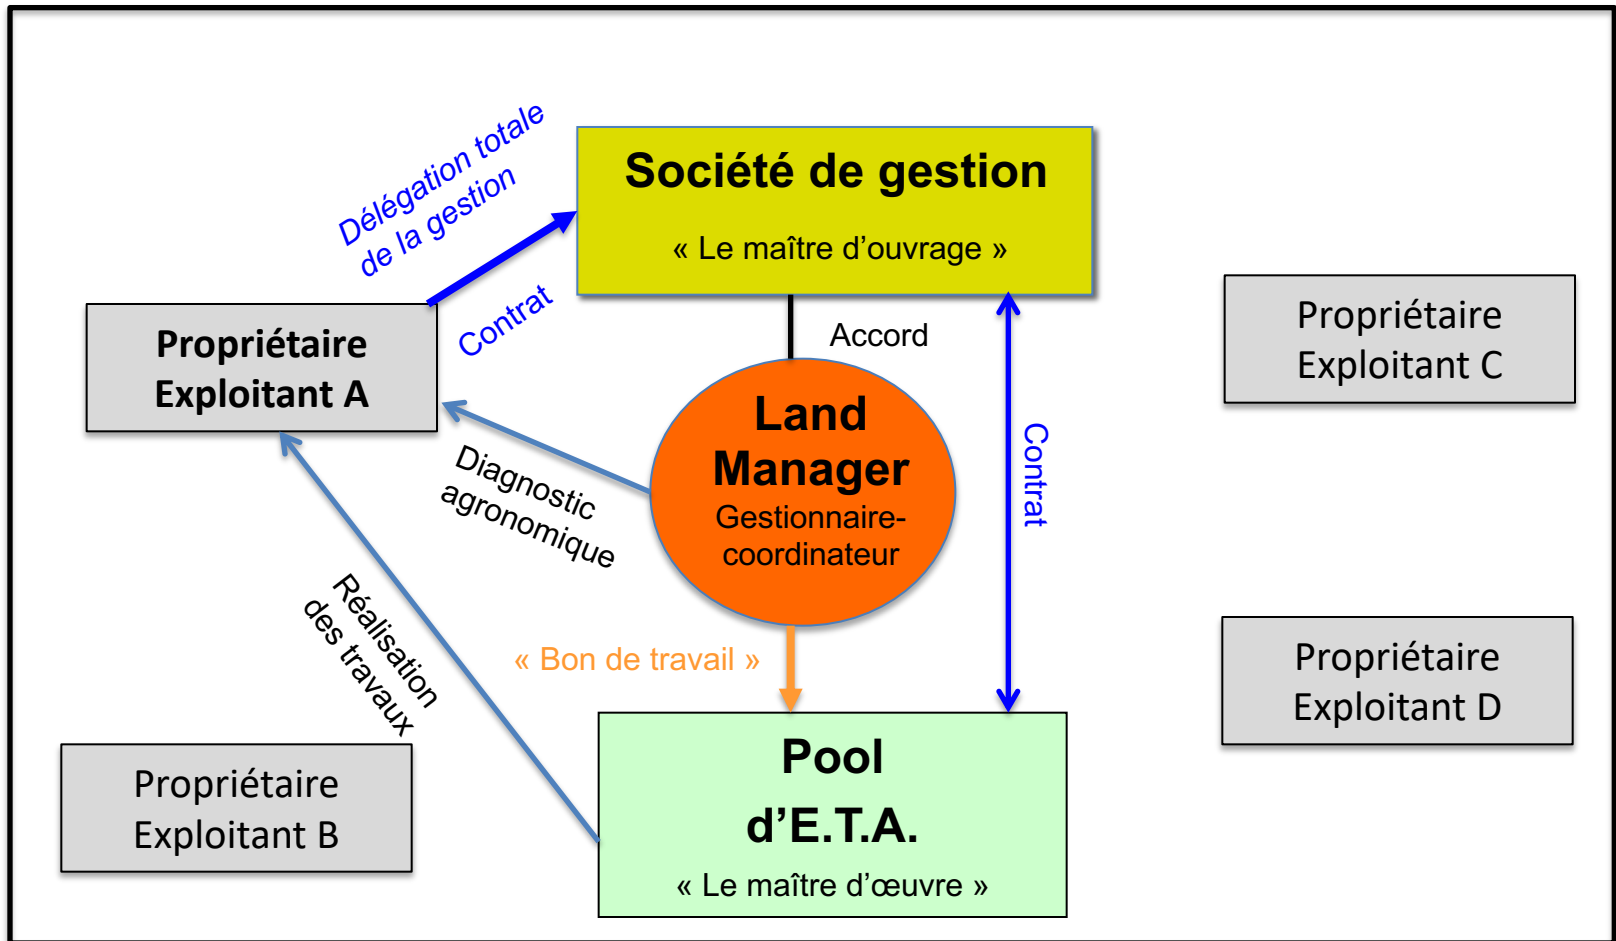 Délégation totale
de la gestion
Contrat
Société de gestion
« Le maître d’ouvrage »
Propriétaire
Exploitant A
Accord
Propriétaire
Exploitant C
Land
Manager
Gestionnaire-
coordinateur
Contrat
Diagnostic
agronomique
Réalisation
des travaux
« Bon de travail »
Propriétaire
Exploitant D
Propriétaire
Exploitant B
Pool
d’E.T.A.
« Le maître d’œuvre »